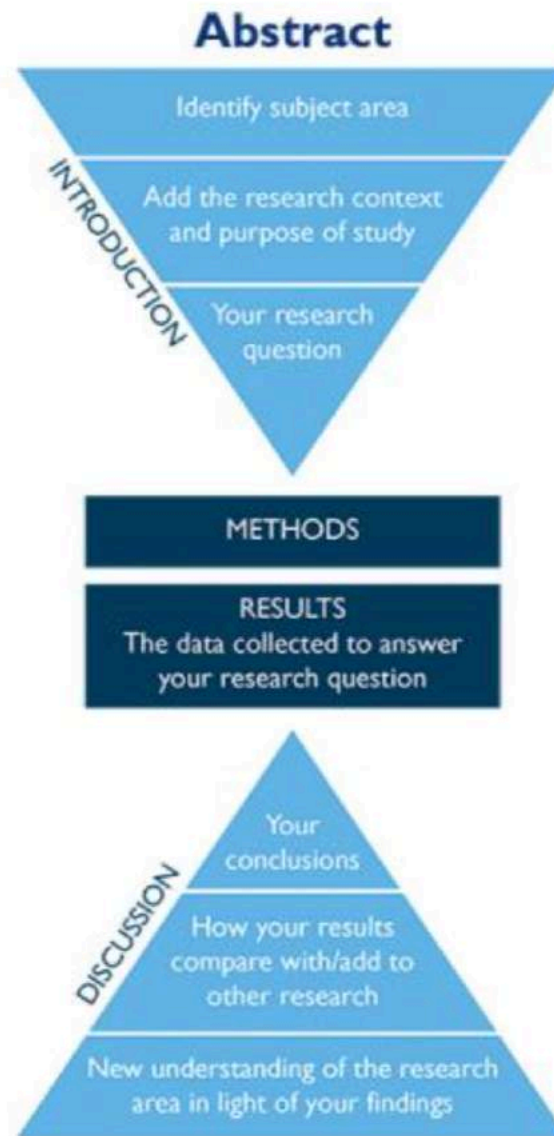 Abstract
Identify subject area
INTRODUCTION
Add the research context
and purpose of study
Your research
question
METHODS
RESULTS
The data collected to answer
your research question
DISCUSSION
Your
conclusions
How your results
compare with/add to
other research
New understanding of the research
area in light of your findings